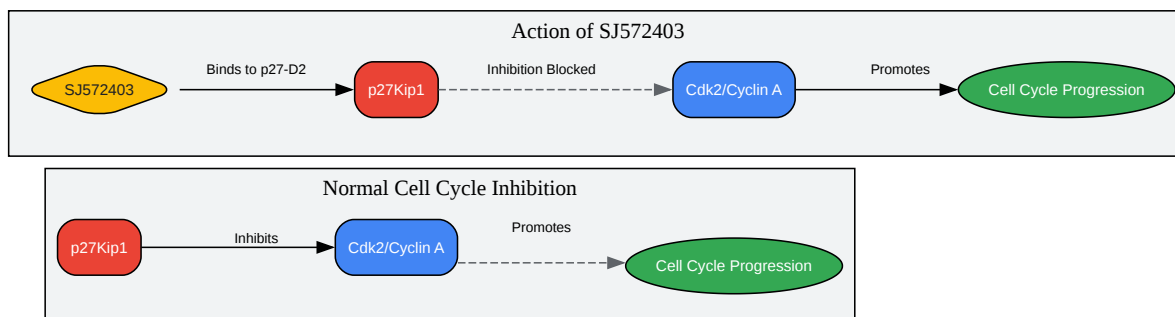 Action of SJ572403
SJ572403
Binds to p27-D2
p27Kip1
Inhibition Blocked
Cdk2/Cyclin A
Promotes
Cell Cycle Progression
Normal Cell Cycle Inhibition
p27Kip1
Inhibits
Cdk2/Cyclin A
Promotes
Cell Cycle Progression